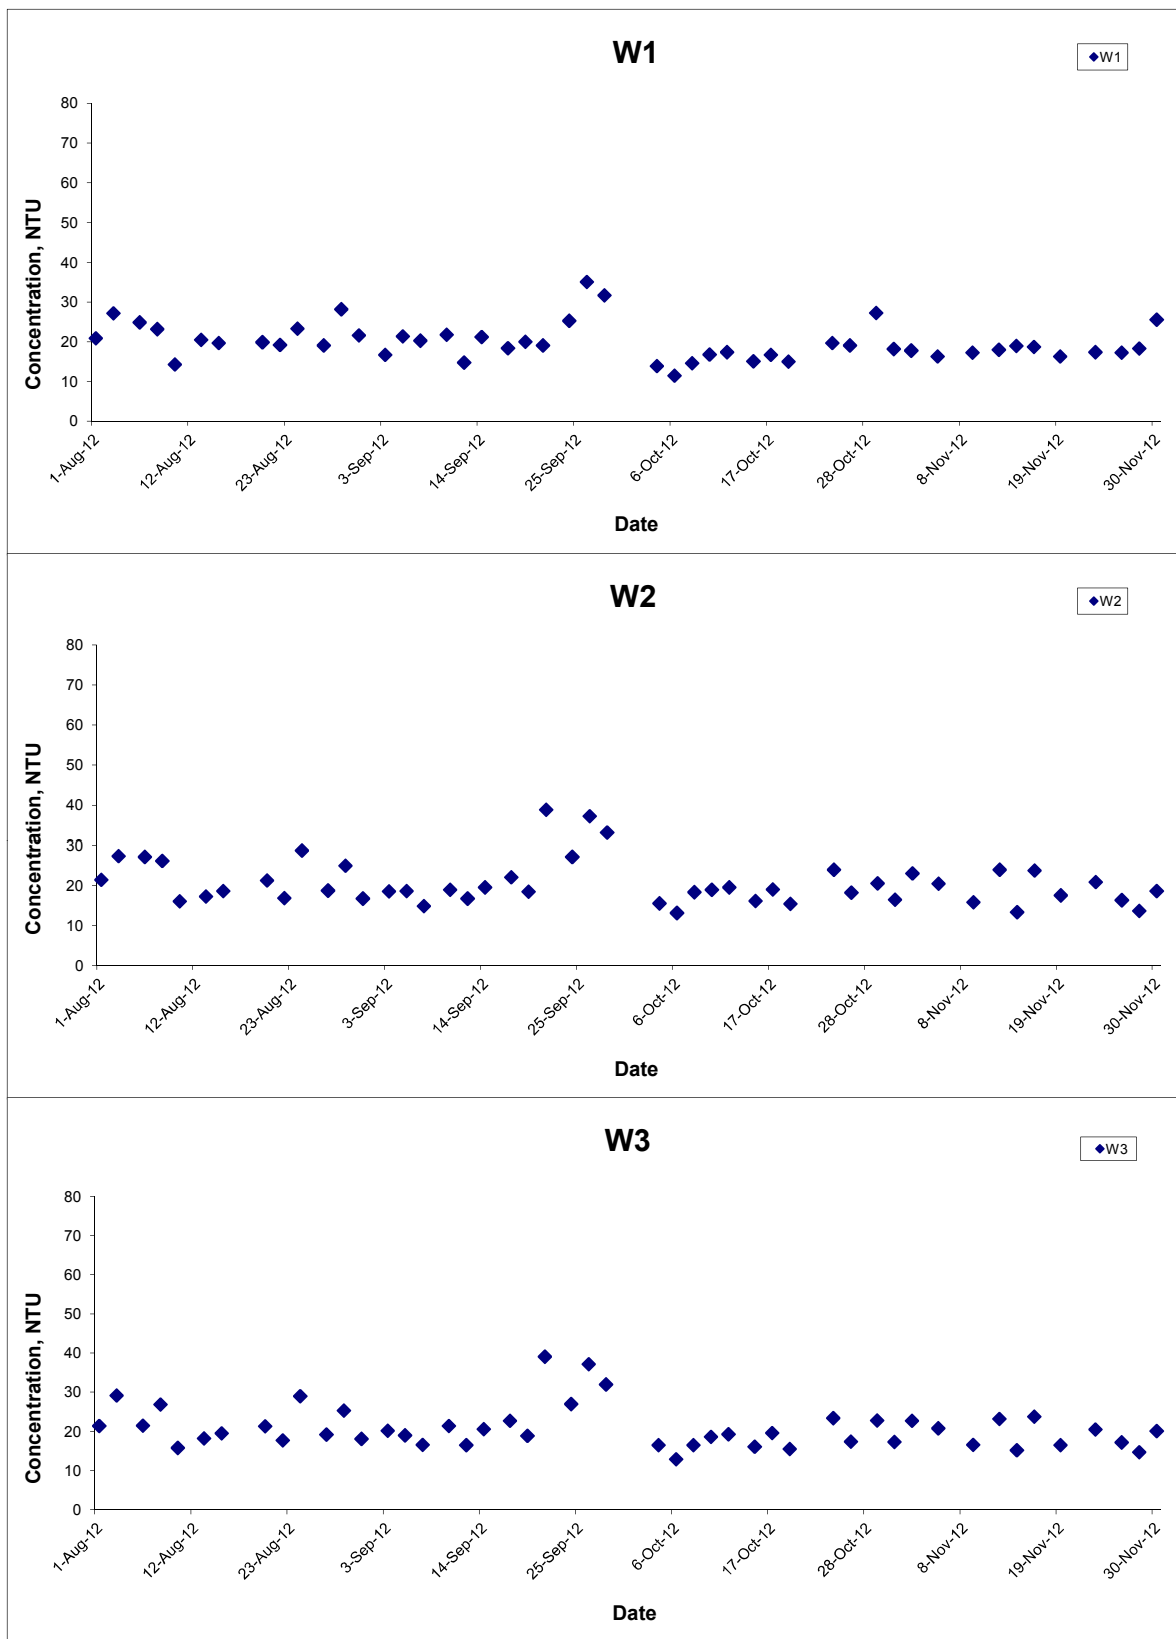 W1
W1
80
70
60
50
40
30
20
10
0
Concentration, NTU
1-Aug-12
12-Aug-12
23-Aug-12
3-Sep-12
14-Sep-12
25-Sep-12
6-Oct-12
17-Oct-12
28-Oct-12
8-Nov-12
19-Nov-12
30-Nov-12
Date
W2
W2
80
70
60
50
40
30
20
10
0
Concentration, NTU
1-Aug-12
12-Aug-12
23-Aug-12
3-Sep-12
14-Sep-12
25-Sep-12
6-Oct-12
17-Oct-12
28-Oct-12
8-Nov-12
19-Nov-12
30-Nov-12
Date
W3
W3
80
70
60
50
40
30
20
10
0
Concentration, NTU
1-Aug-12
12-Aug-12
23-Aug-12
3-Sep-12
14-Sep-12
25-Sep-12
6-Oct-12
17-Oct-12
28-Oct-12
8-Nov-12
19-Nov-12
30-Nov-12
Date